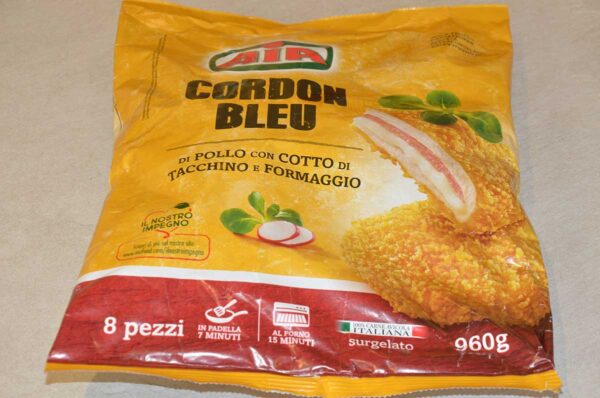 AIA
CORDON
BLEU
DI POLLO CON COTTO DI
TACCHINO E FORMAGGIO
IL NOSTRO
IMPEGNO
8 pezzi
IN PADELLA
7 MINUTI
AL FORNO
15 MINUTI
100% CARNE AVICOLA
ITALIANA
surgelato
960g